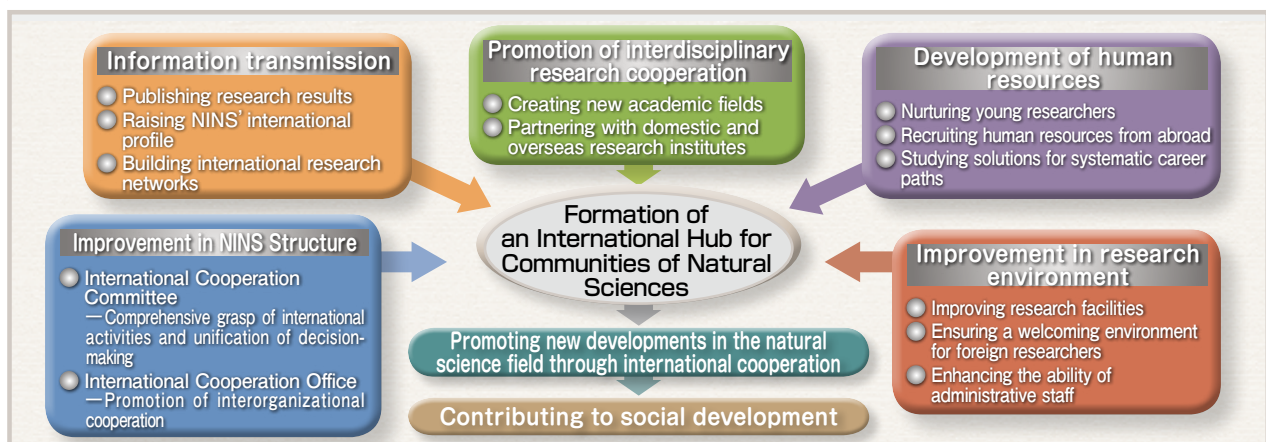 Information transmission
Publishing research results
Raising NINS' international
profile
Building international research
networks
Promotion of interdisciplinary
research cooperation
Creating new academic fields
Partnering with domestic and
overseas research institutes
Development of human
resources
Nurturing young researchers
Recruiting human resources from abroad
Studying solutions for systematic career
paths
Improvement in NINS Structure
International Cooperation
Committee
—Comprehensive grasp of international
activities and unification of decision-
making
International Cooperation Office
—Promotion of interorganizational
cooperation
Formation of
an International Hub for
Communities of Natural
Sciences
Improvement in research
environment
Improving research facilities
Ensuring a welcoming environment
for foreign researchers
Enhancing the ability of
administrative staff
Promoting new developments in the natural
science field through international cooperation
Contributing to social development